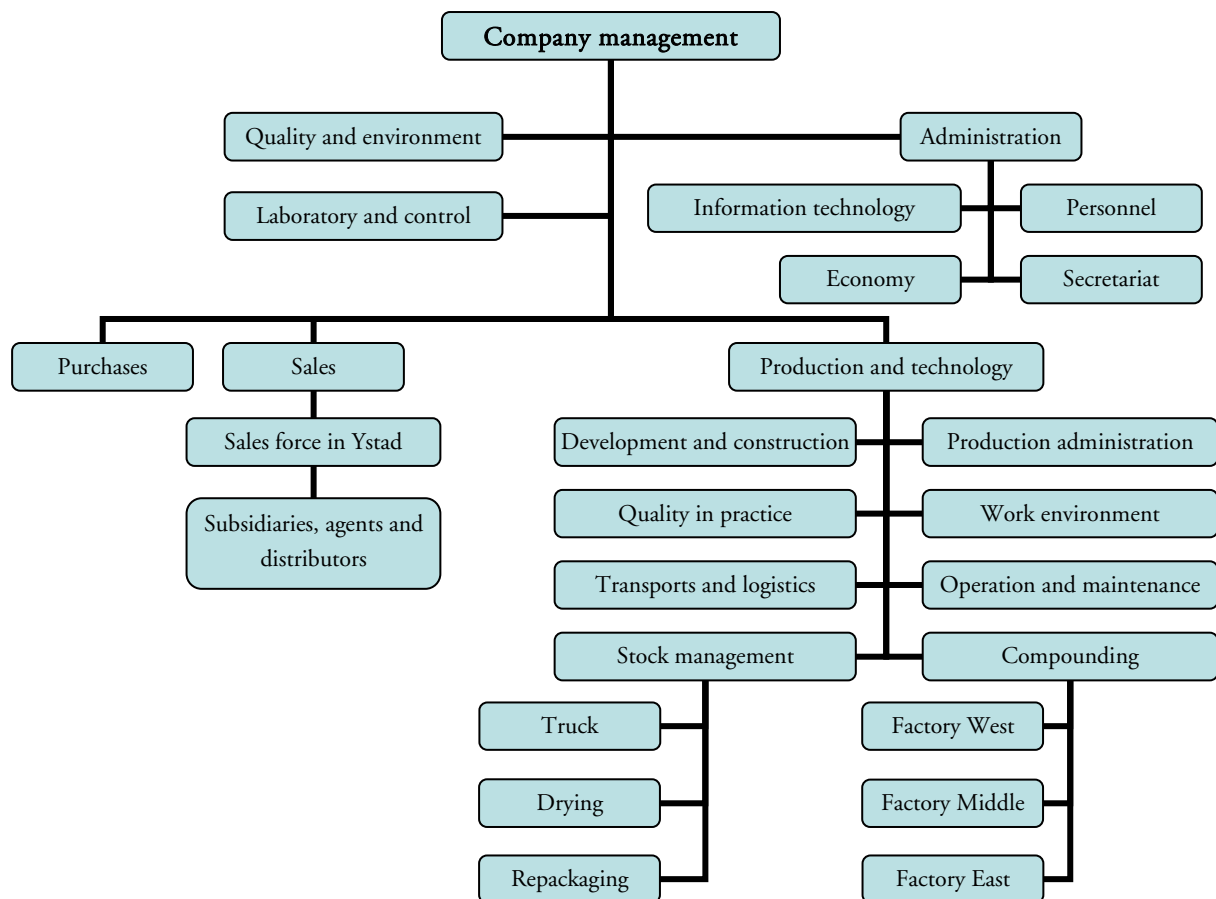 Company management
Quality and environment
Administration
Laboratory and control
Information technology
Personnel
Economy
Secretariat
Purchases
Sales
Production and technology
Sales force in Ystad
Development and construction
Production administration
Subsidiaries, agents and
distributors
Quality in practice
Work environment
Transports and logistics
Operation and maintenance
Stock management
Compounding
Truck
Factory West
Drying
Factory Middle
Repackaging
Factory East